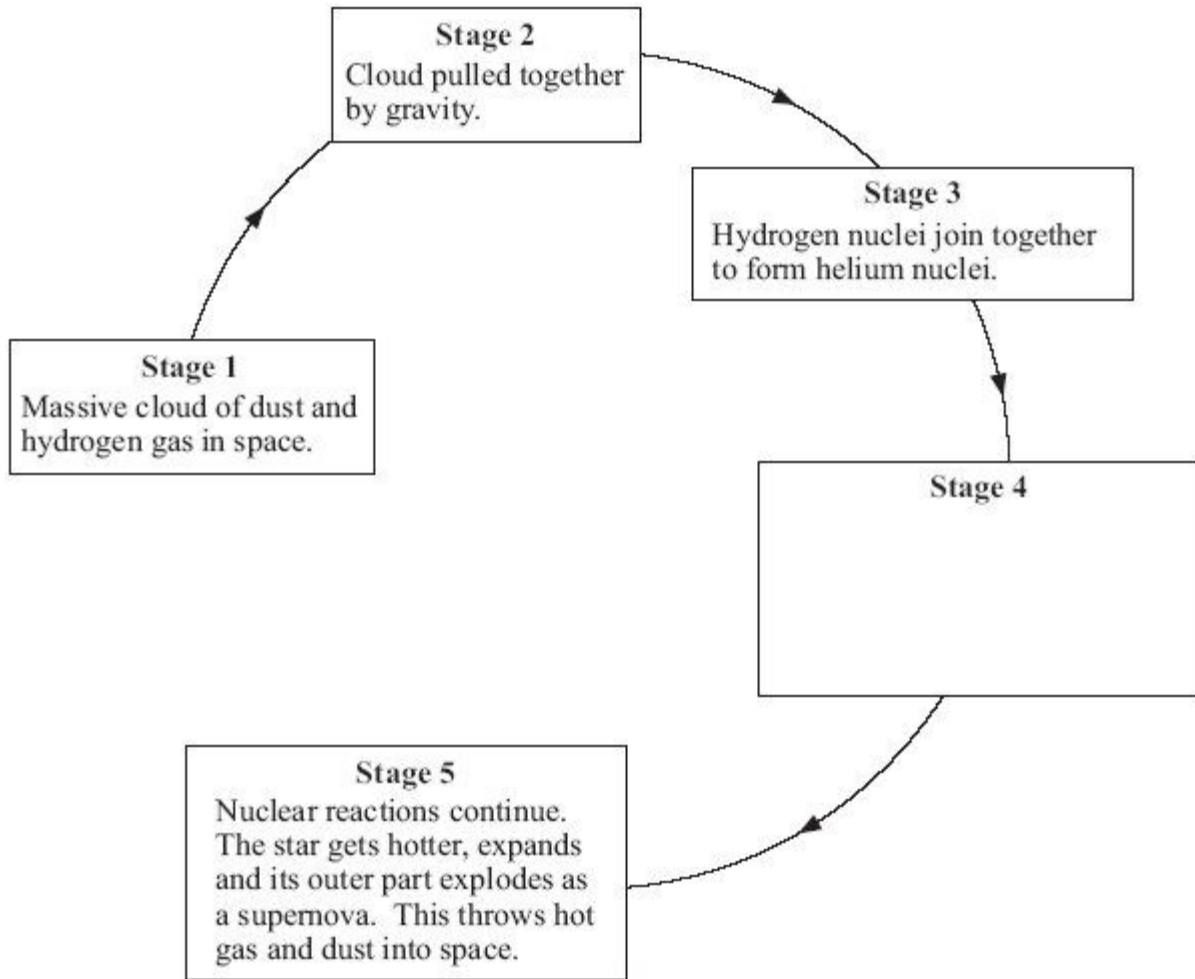 Stage 1
Massive cloud of dust and
hydrogen gas in space.
Stage 2
Cloud pulled together
by gravity.
Stage 3
Hydrogen nuclei join together
to form helium nuclei.
Stage 4
Stage 5
Nuclear reactions continue.
The star gets hotter, expands
and its outer part explodes as
a supernova. This throws hot
gas and dust into space.